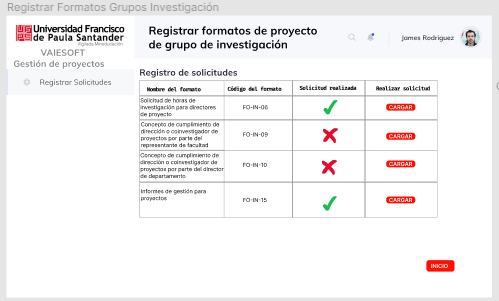 Registrar Formatos Grupos Investigación
Universidad Francisco
de Paula Santander
Vigilada Mineducación
VAIESOFT
Gestión de proyectos
Registrar Solicitudes
Registrar formatos de proyecto
de grupo de investigación
James Rodriguez
Registro de solicitudes
Nombre del formato
Código del formato
Solicitud realizada
Realizar solicitud
Solicitud de horas de
investigación para directores
de proyecto
FO-IN-06
CARGAR
Concepto de cumplimiento de
dirección o coinvestigador de
proyectos por parte del
representante de facultad
FO-IN-09
CARGAR
Concepto de cumplimiento de
dirección o coinvestigador de
proyectos por parte del director
de departamento
FO-IN-10
CARGAR
Informes de gestión para
proyectos
FO-IN-15
CARGAR
INICIO